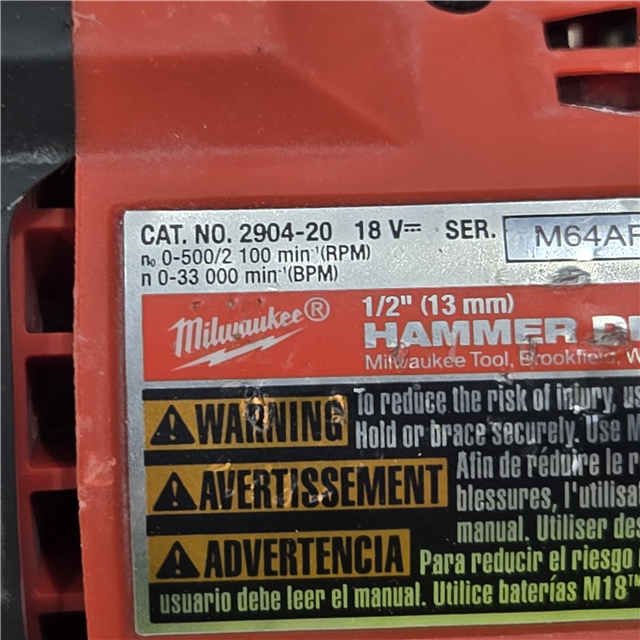 CAT. NO. 2904-20 18 V⎓ SER. M64AF
n₀ 0-500/2 100 min⁻¹(RPM)
n 0-33 000 min⁻¹(BPM)
Milwaukee®
1/2" (13 mm)
HAMMER
Milwaukee Tool, Brookfield,
WARNING To reduce the risk of injury,
Hold or brace securely. Use
AVERTISSEMENT Afin de réduire le
blessures,
manual. Utiliser
ADVERTENCIA Para reducir el riesgo
usuario debe leer el manual. Utilice baterías M18™